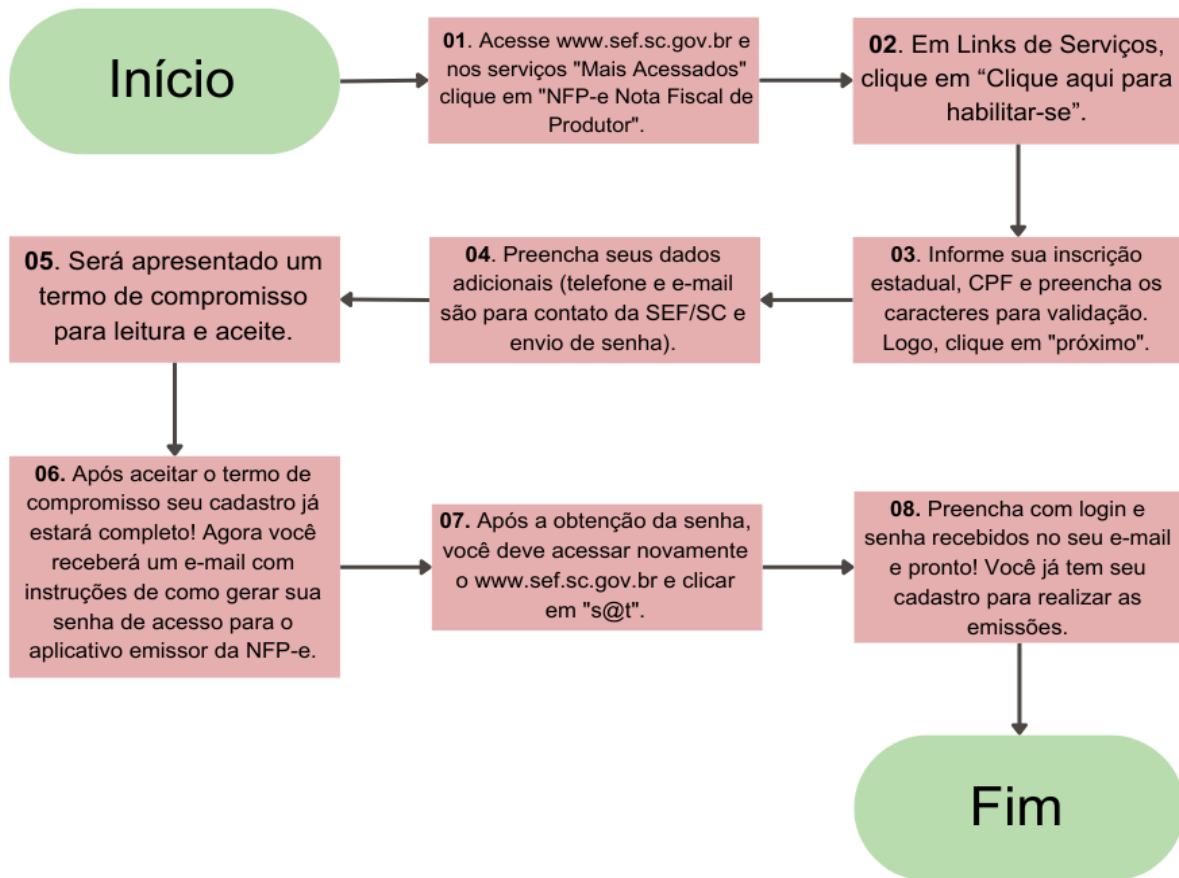 Início
01. Acesse www.sef.sc.gov.br e
nos serviços "Mais Acessados"
clique em "NFP-e Nota Fiscal de
Produtor".
02. Em Links de Serviços,
clique em “Clique aqui para
habilitar-se”.
03. Informe sua inscrição
estadual, CPF e preencha os
caracteres para validação.
Logo, clique em "próximo".
04. Preencha seus dados
adicionais (telefone e e-mail
são para contato da SEF/SC e
envio de senha).
05. Será apresentado um
termo de compromisso
para leitura e aceite.
06. Após aceitar o termo de
compromisso seu cadastro já
estará completo! Agora você
receberá um e-mail com
instruções de como gerar sua
senha de acesso para o
aplicativo emissor da NFP-e.
07. Após a obtenção da senha,
você deve acessar novamente
o www.sef.sc.gov.br e clicar
em "s@t".
08. Preencha com login e
senha recebidos no seu e-mail
e pronto! Você já tem seu
cadastro para realizar as
emissões.
Fim